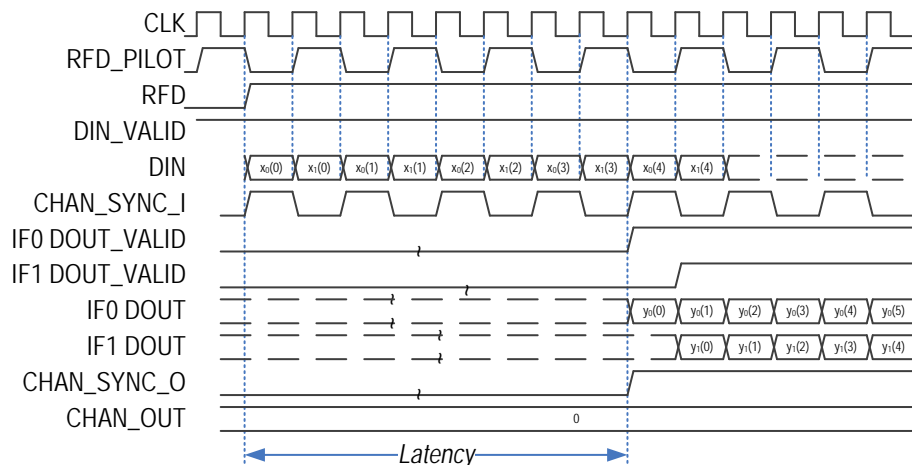 CLK
RFD_PILOT
RFD
DIN_VALID
DIN
x₀(0) x₁(0) x₀(1) x₁(1) x₀(2) x₁(2) x₀(3) x₁(3) x₀(4) x₁(4)
CHAN_SYNC_I
IF0 DOUT_VALID
IF1 DOUT_VALID
IF0 DOUT
y₀(0) y₀(1) y₀(2) y₀(3) y₀(4) y₀(5)
IF1 DOUT
y₁(0) y₁(1) y₁(2) y₁(3) y₁(4)
CHAN_SYNC_O
CHAN_OUT
0
Latency